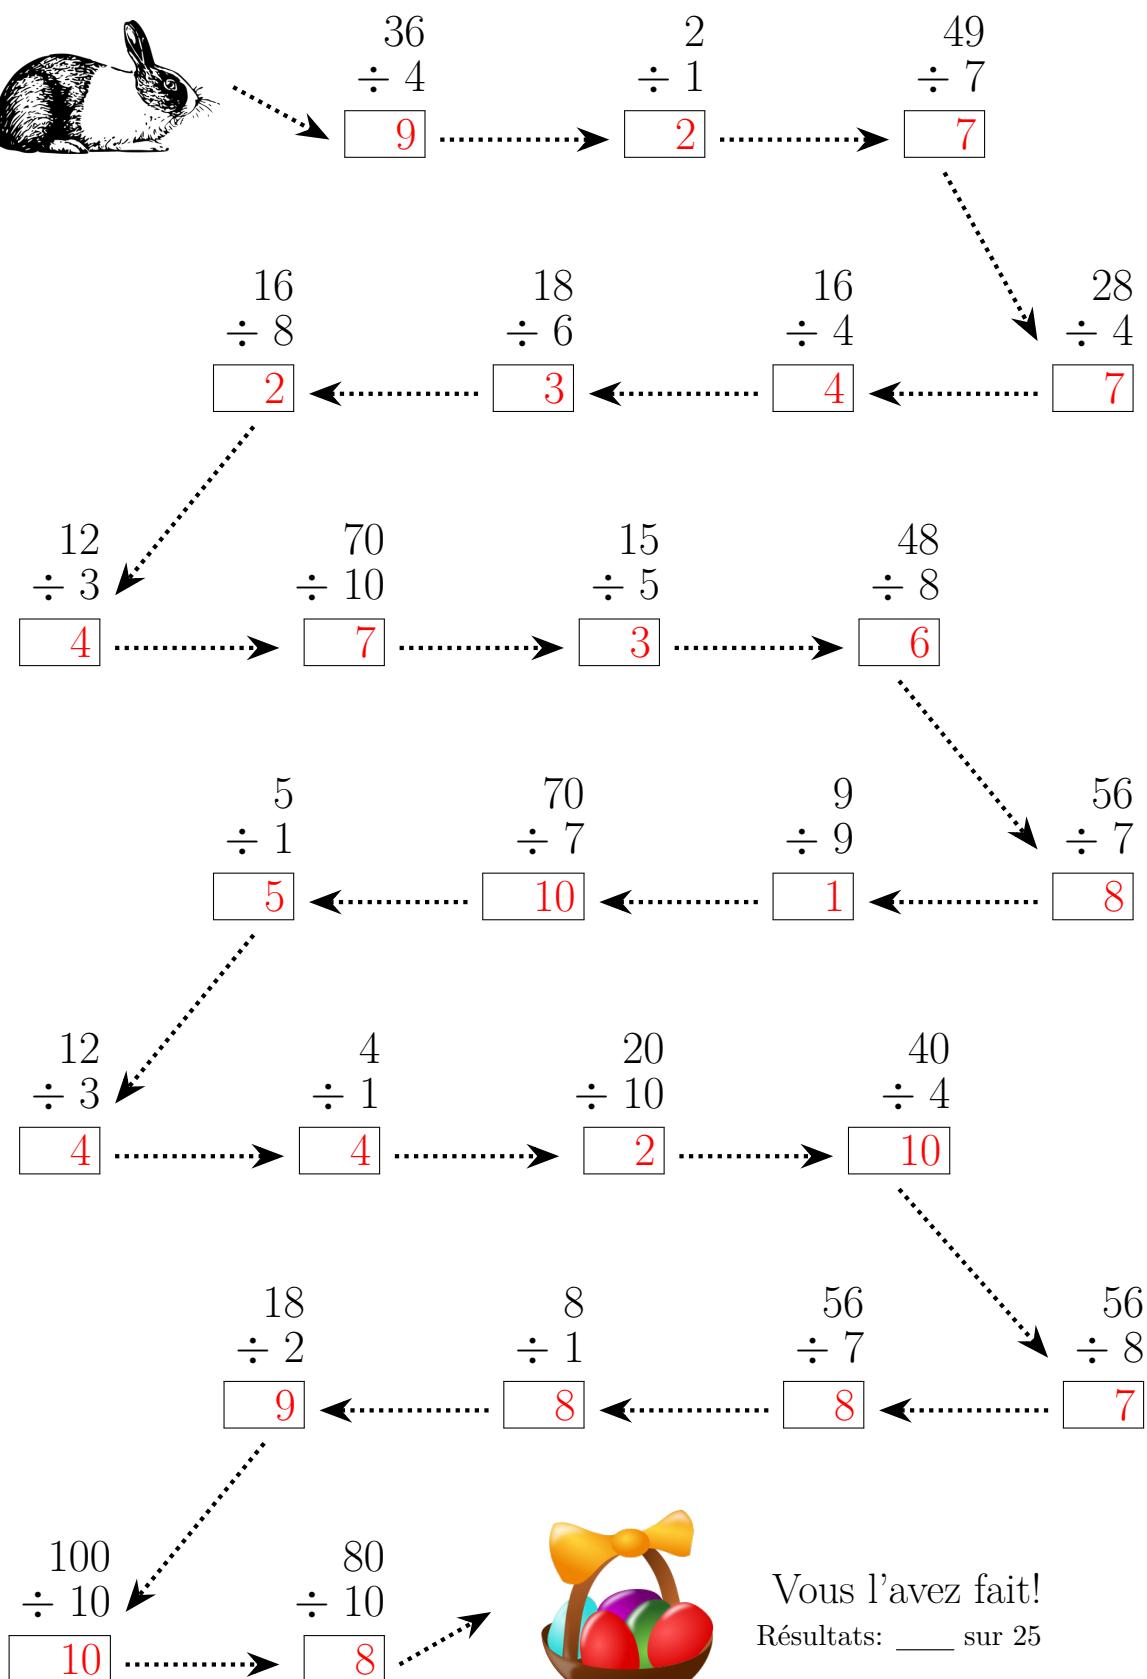 36 2 49
÷ 4 ÷ 1 ÷ 7
9 2 7
16 18 16 28
÷ 8 ÷ 6 ÷ 4 ÷ 4
2 3 4 7
12 70 15 48
÷ 3 ÷ 10 ÷ 5 ÷ 8
4 7 3 6
5 70 9 56
÷ 1 ÷ 7 ÷ 9 ÷ 7
5 10 1 8
12 4 20 40
÷ 3 ÷ 1 ÷ 10 ÷ 4
4 4 2 10
18 8 56 56
÷ 2 ÷ 1 ÷ 7 ÷ 8
9 8 8 7
100 80
÷ 10 ÷ 10
10 8
Vous l'avez fait!
Résultats: ____ sur 25